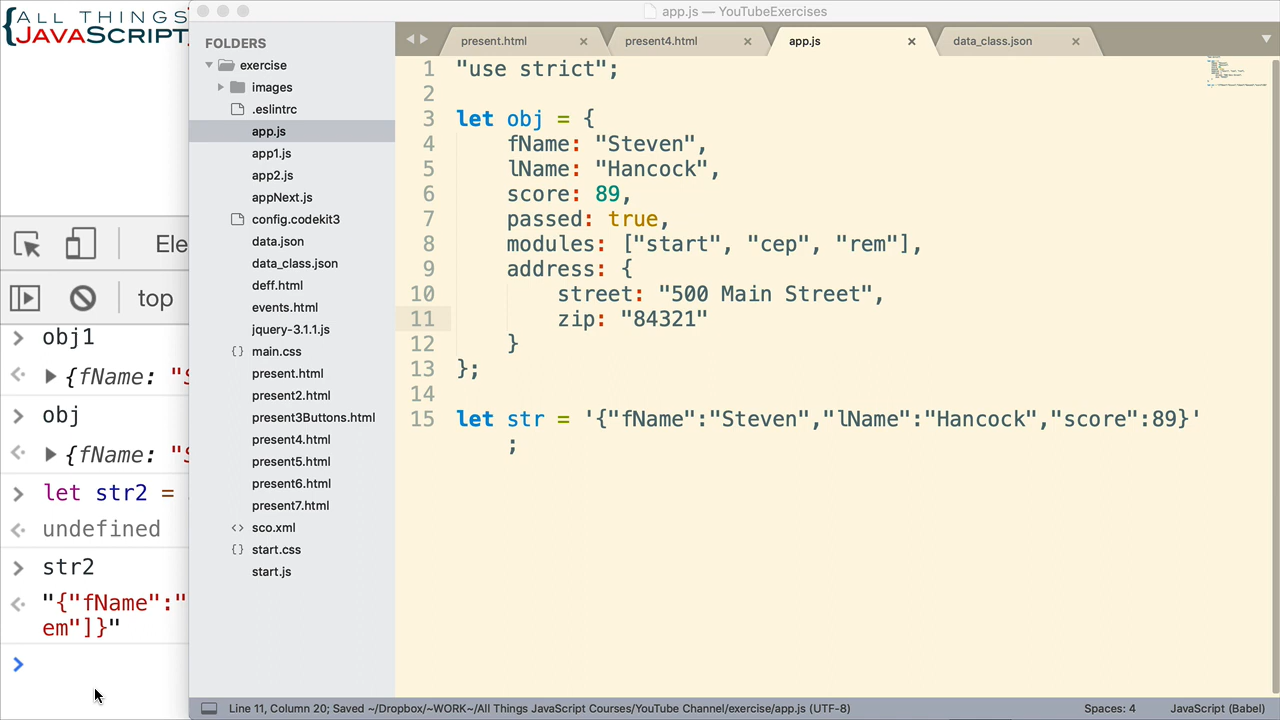 {ALL THINGS
JAVASCRIPT
top
obj1
{fName: "S
obj
{fName: "S
let str2 =
undefined
str2
"{"fName":"
em"]}"
app.js — YouTubeExercises
FOLDERS
exercise
images
.eslintrc
app.js
app1.js
app2.js
appNext.js
config.codekit3
data.json
data_class.json
deff.html
events.html
jquery-3.1.1.js
main.css
present.html
present2.html
present3Buttons.html
present4.html
present5.html
present6.html
present7.html
sco.xml
start.css
start.js
present.html
present4.html
app.js
data_class.json
1 "use strict";
2
3 let obj = {
4 fName: "Steven",
5 lName: "Hancock",
6 score: 89,
7 passed: true,
8 modules: ["start", "cep", "rem"],
9 address: {
10 street: "500 Main Street",
11 zip: "84321"
12 }
13 };
14
15 let str = '{"fName":"Steven","lName":"Hancock","score":89}'
;
Line 11, Column 20; Saved ~/Dropbox/~WORK~/All Things JavaScript Courses/YouTube Channel/exercise/app.js (UTF-8)
Spaces: 4
JavaScript (Babel)